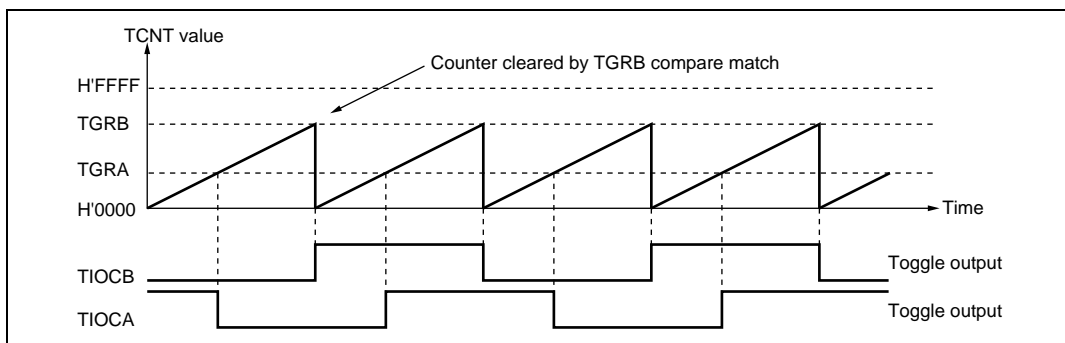 TCNT value
Counter cleared by TGRB compare match
H'FFFF
TGRB
TGRA
H'0000
Time
TIOCB
Toggle output
TIOCA
Toggle output